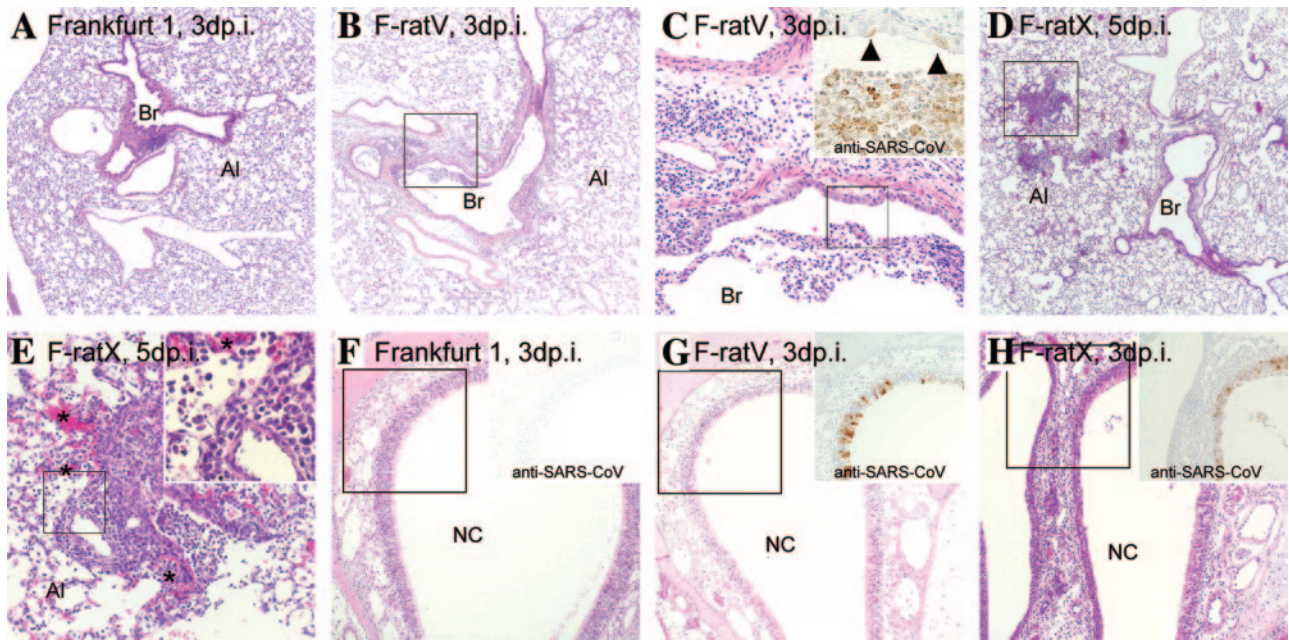 A Frankfurt 1, 3dp.i.
Br
Al
B F-ratV, 3dp.i.
Br
Al
C F-ratV, 3dp.i.
anti-SARS-CoV
Br
D F-ratX, 5dp.i.
Al
Br
E F-ratX, 5dp.i.
*
*
*
*
Al
F Frankfurt 1, 3dp.i.
anti-SARS-CoV
NC
G F-ratV, 3dp.i.
anti-SARS-CoV
NC
H F-ratX, 3dp.i.
anti-SARS-CoV
NC